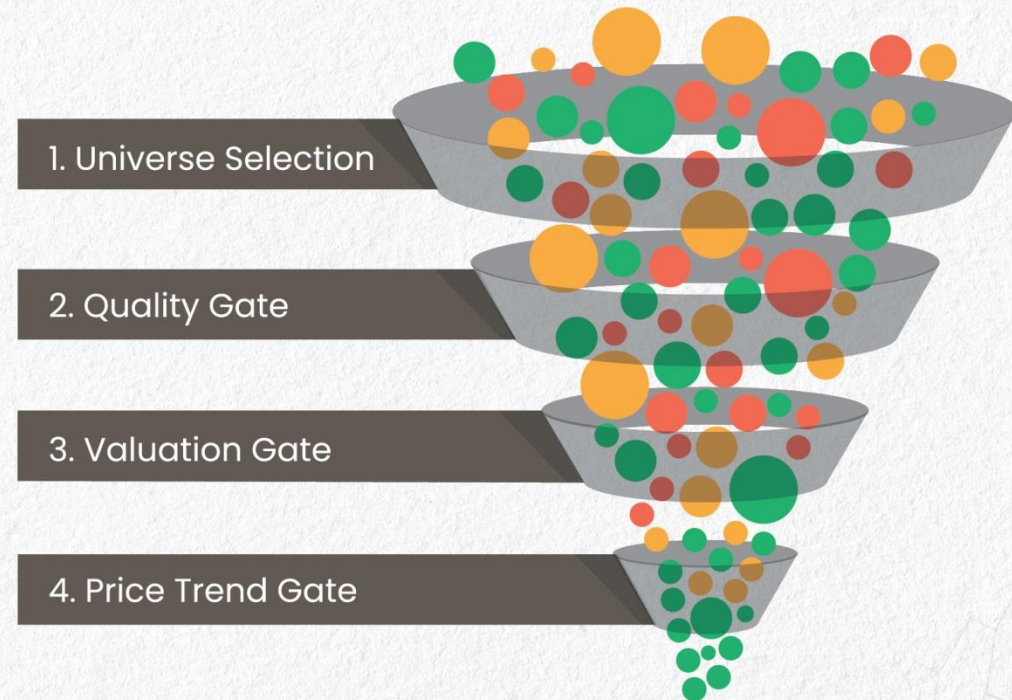 1. Universe Selection
2. Quality Gate
3. Valuation Gate
4. Price Trend Gate